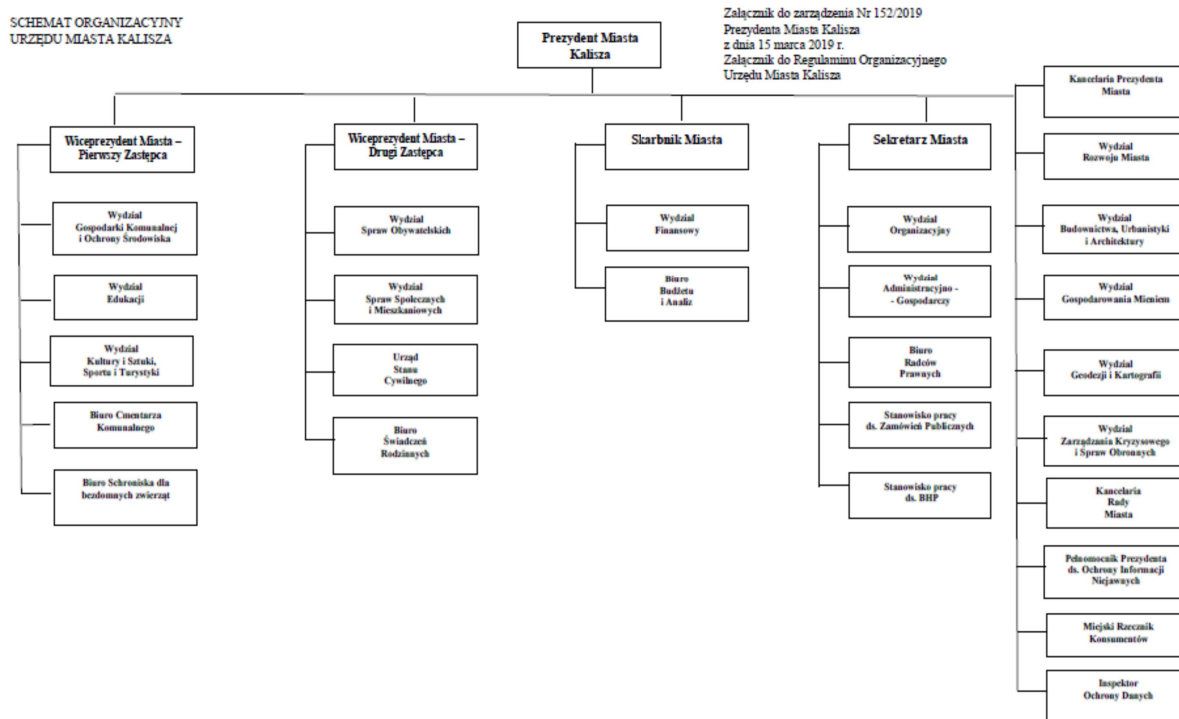 SCHEMAT ORGANIZACYJNY
URZĘDU MIASTA KALISZA
Załącznik do zarządzenia Nr 152/2019
Prezydenta Miasta Kalisza
z dnia 15 marca 2019 r.
Załącznik do Regulaminu Organizacyjnego
Urzędu Miasta Kalisza
Prezydent Miasta
Kalisza
Wiceprezydent Miasta –
Pierwszy Zastępca
Wydział
Gospodarki Komunalnej
i Ochrony Środowiska
Wydział
Edukacji
Wydział
Kultury i Sztuki,
Sportu i Turystyki
Biuro Cmentarza
Komunalnego
Biuro Schroniska dla
bezdomnych zwierząt
Wiceprezydent Miasta –
Drugi Zastępca
Wydział
Spraw Obywatelskich
Wydział
Spraw Społecznych
i Mieszkaniowych
Urząd
Stanu
Cywilnego
Biuro
Świadczeń
Rodzinnych
Skarbnik Miasta
Wydział
Finansowy
Biuro
Budżetu
i Analiz
Sekretarz Miasta
Wydział
Organizacyjny
Wydział
Administracyjno -
- Gospodarczy
Biuro
Radców
Prawnych
Stanowisko pracy
ds. Zamówień Publicznych
Stanowisko pracy
ds. BHP
Kancelaria Prezydenta
Miasta
Wydział
Rozwoju Miasta
Wydział
Budownictwa, Urbanistyki
i Architektury
Wydział
Gospodarowania Mieniem
Wydział
Geodezji i Kartografii
Wydział
Zarządzania Kryzysowego
i Spraw Obronnych
Kancelaria
Rady
Miasta
Pełnomocnik Prezydenta
ds. Ochrony Informacji
Niejawnych
Miejski Rzecznik
Konsumentów
Inspektor
Ochrony Danych